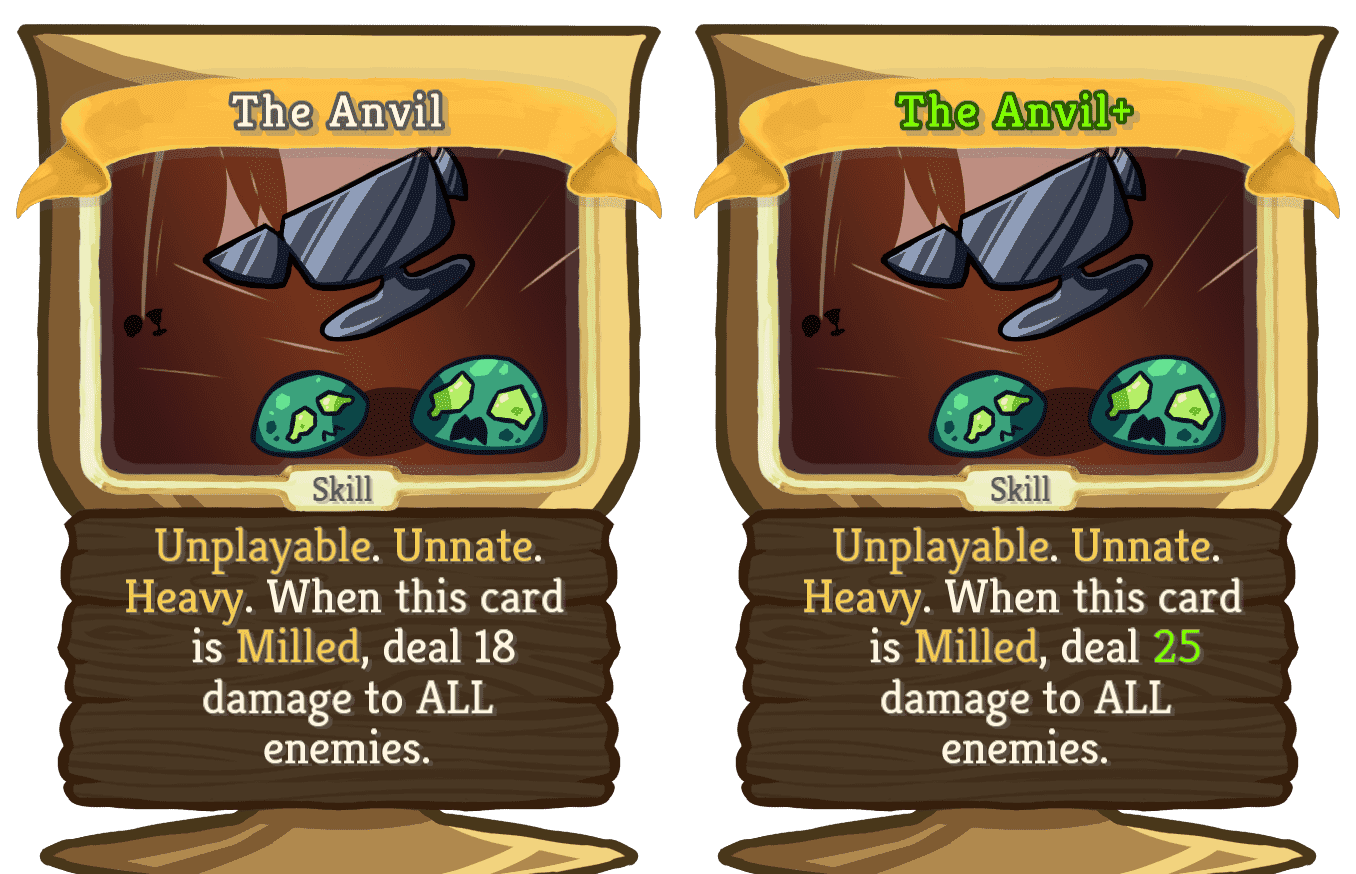 The Anvil
Skill
Unplayable. Unnate.
Heavy. When this card
is Milled, deal 18
damage to ALL
enemies.
The Anvil+
Skill
Unplayable. Unnate.
Heavy. When this card
is Milled, deal 25
damage to ALL
enemies.